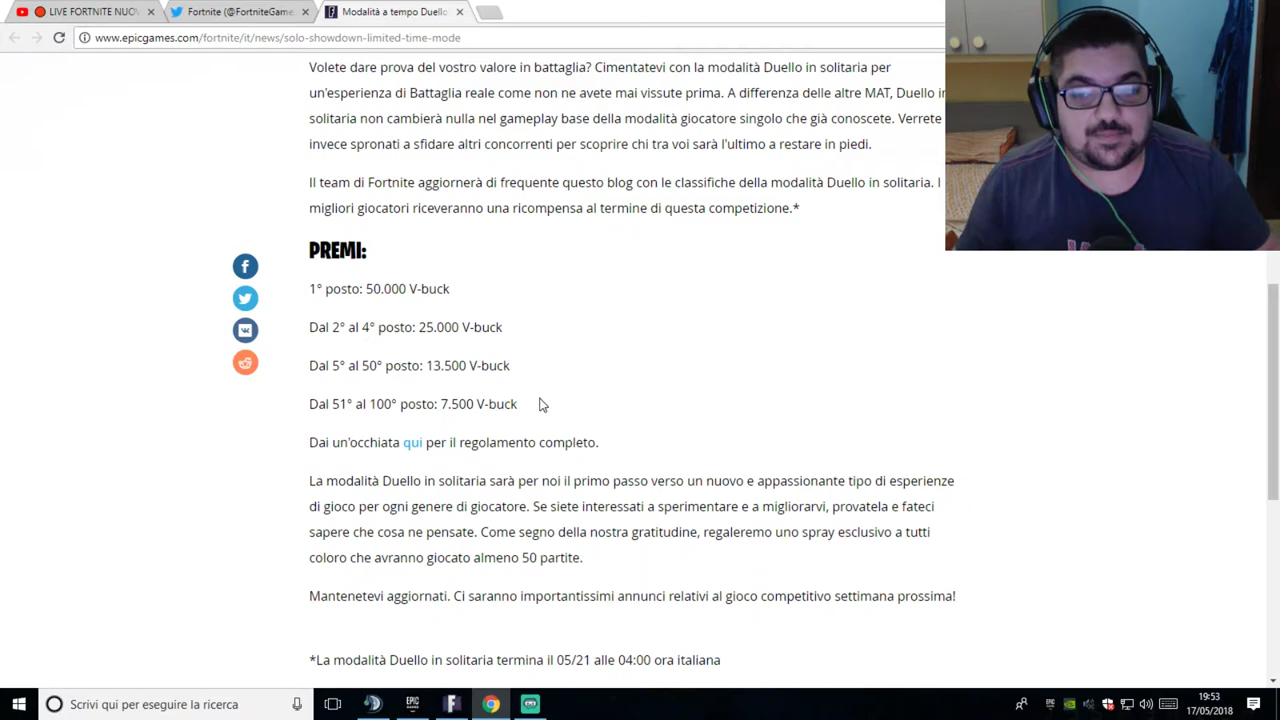 LIVE FORTNITE NUOV
Fortnite (@FortniteGame
Modalità a tempo Duello
www.epicgames.com/fortnite/it/news/solo-showdown-limited-time-mode
Volete dare prova del vostro valore in battaglia? Cimentatevi con la modalità Duello in solitaria per
un'esperienza di Battaglia reale come non ne avete mai vissute prima. A differenza delle altre MAT, Duello in
solitaria non cambierà nulla nel gameplay base della modalità giocatore singolo che già conoscete. Verrete
invece spronati a sfidare altri concorrenti per scoprire chi tra voi sarà l'ultimo a restare in piedi.
Il team di Fortnite aggiornerà di frequente questo blog con le classifiche della modalità Duello in solitaria. I
migliori giocatori riceveranno una ricompensa al termine di questa competizione.*
PREMI:
1° posto: 50.000 V-buck
Dal 2° al 4° posto: 25.000 V-buck
Dal 5° al 50° posto: 13.500 V-buck
Dal 51° al 100° posto: 7.500 V-buck
Dai un'occhiata qui per il regolamento completo.
La modalità Duello in solitaria sarà per noi il primo passo verso un nuovo e appassionante tipo di esperienze
di gioco per ogni genere di giocatore. Se siete interessati a sperimentare e a migliorarvi, provatela e fateci
sapere che cosa ne pensate. Come segno della nostra gratitudine, regaleremo uno spray esclusivo a tutti
coloro che avranno giocato almeno 50 partite.
Mantenetevi aggiornati. Ci saranno importantissimi annunci relativi al gioco competitivo settimana prossima!
*La modalità Duello in solitaria termina il 05/21 alle 04:00 ora italiana
Scrivi qui per eseguire la ricerca
EPIC
GAMES
F
EPIC
19:53
17/05/2018